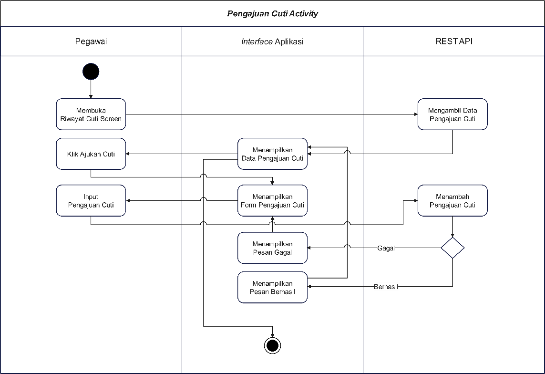 Pengajuan Cuti Activity
Pegawai
Interface Aplikasi
REST API
Membuka
Riwayat Cuti Screen
Mengambil Data
Pengajuan Cuti
Klik Ajukan Cuti
Menampilkan
Data Pengajuan Cuti
Input
Pengajuan Cuti
Menampilkan
Form Pengajuan Cuti
Menambah
Pengajuan Cuti
Menampilkan
Pesan Gagal
Gagal
Menampilkan
Pesan Berhasil
Berhasil